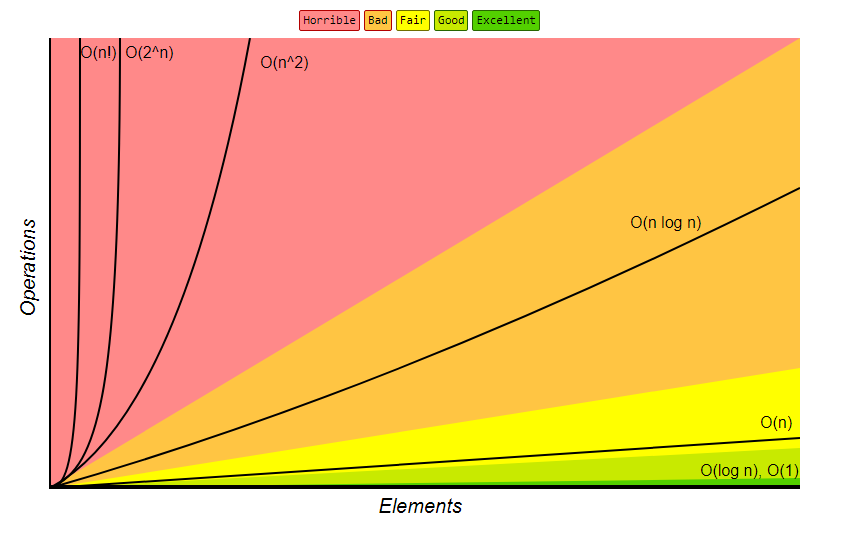 Horrible Bad Fair Good Excellent
O(n!) O(2^n)
O(n^2)
O(n log n)
Operations
O(n)
O(log n), O(1)
Elements